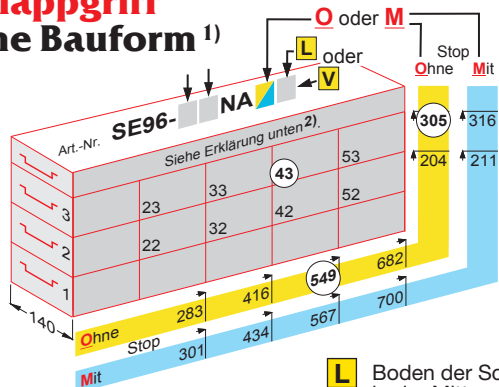 appgriff
ne Bauform 1)
O oder M
L oder
V
Stop
Ohne Mit
Art.-Nr. SE96- NA
Siehe Erklärung unten 2).
305 316
204 211
3 23 33 43 53
2 22 32 42 52
1
140
Ohne 283 416 549 682
Stop
Mit 301 434 567 700
L Boden der Sc